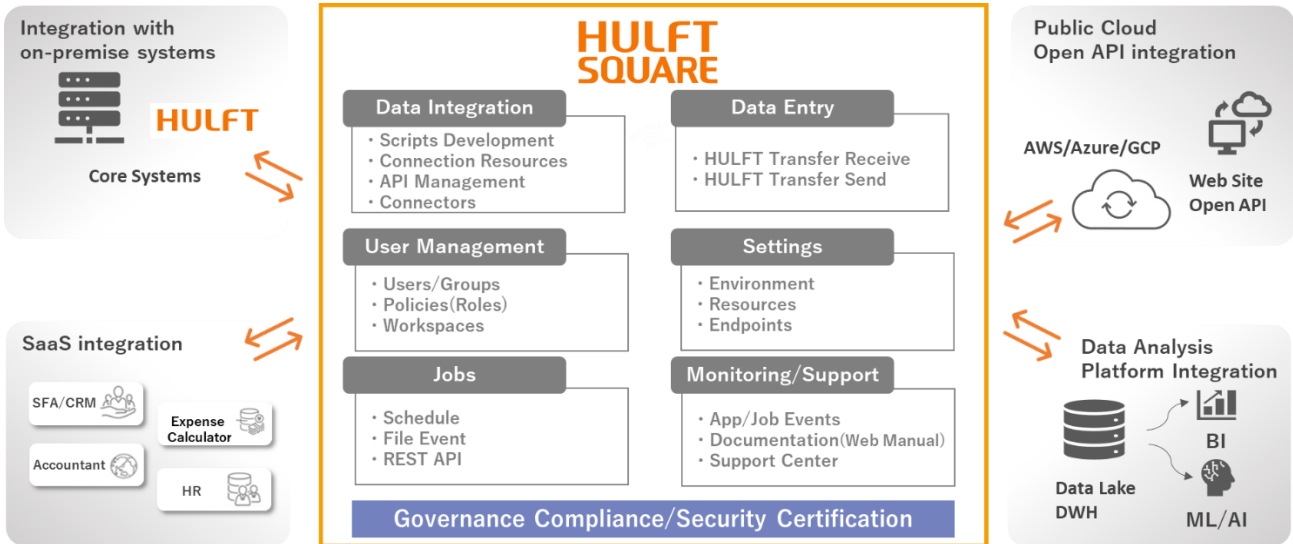 Integration with
on-premise systems
HULFT
Core Systems
SaaS integration
SFA/CRM
Expense
Calculator
Accountant
HR
HULFT
SQUARE
Data Integration
・Scripts Development
・Connection Resources
・API Management
・Connectors
Data Entry
・HULFT Transfer Receive
・HULFT Transfer Send
User Management
・Users/Groups
・Policies(Roles)
・Workspaces
Settings
・Environment
・Resources
・Endpoints
Jobs
・Schedule
・File Event
・REST API
Monitoring/Support
・App/Job Events
・Documentation(Web Manual)
・Support Center
Governance Compliance/Security Certification
Public Cloud
Open API integration
AWS/Azure/GCP
Web Site
Open API
Data Analysis
Platform Integration
BI
Data Lake
DWH
ML/AI